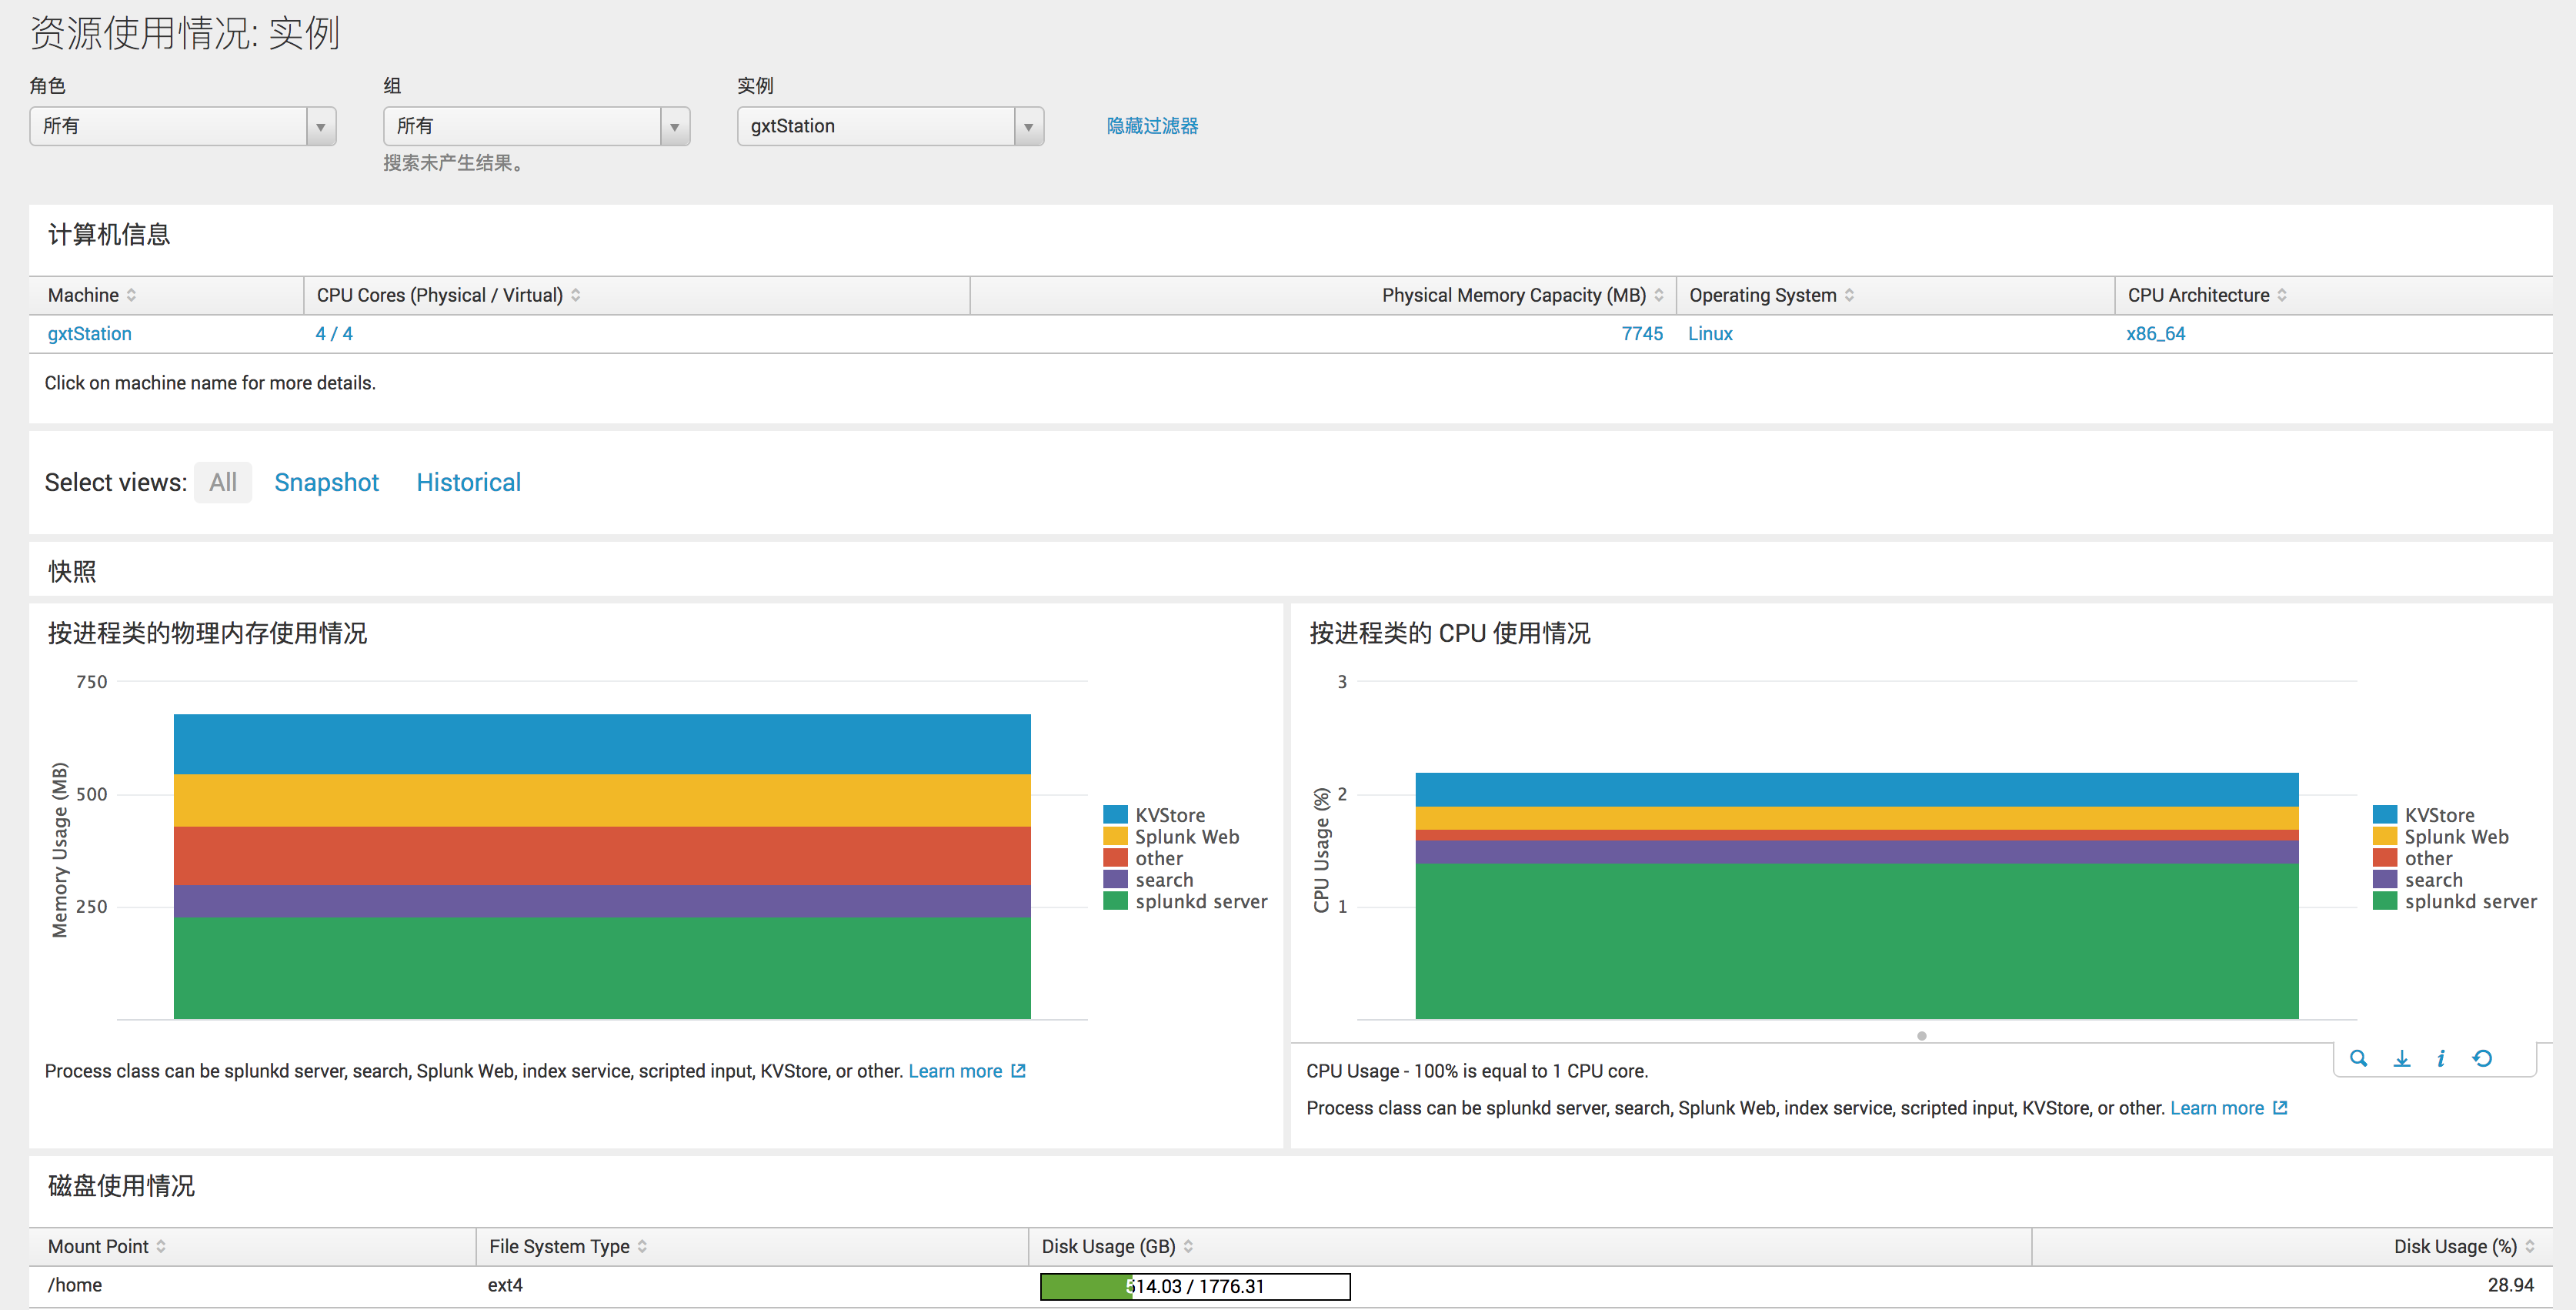 资源使用情况: 实例
角色 组 实例
所有 所有 gxtStation 隐藏过滤器
搜索未产生结果。
计算机信息
Machine CPU Cores (Physical / Virtual) Physical Memory Capacity (MB) Operating System CPU Architecture
gxtStation 4 / 4 7745 Linux x86_64
Click on machine name for more details.
Select views: All Snapshot Historical
快照
按进程类的物理内存使用情况
750
500
250
Memory Usage (MB)
KVStore
Splunk Web
other
search
splunkd server
Process class can be splunkd server, search, Splunk Web, index service, scripted input, KVStore, or other. Learn more
按进程类的 CPU 使用情况
3
2
1
CPU Usage (%)
KVStore
Splunk Web
other
search
splunkd server
CPU Usage - 100% is equal to 1 CPU core.
Process class can be splunkd server, search, Splunk Web, index service, scripted input, KVStore, or other. Learn more
磁盘使用情况
Mount Point File System Type Disk Usage (GB) Disk Usage (%)
/home ext4 514.03 / 1776.31 28.94